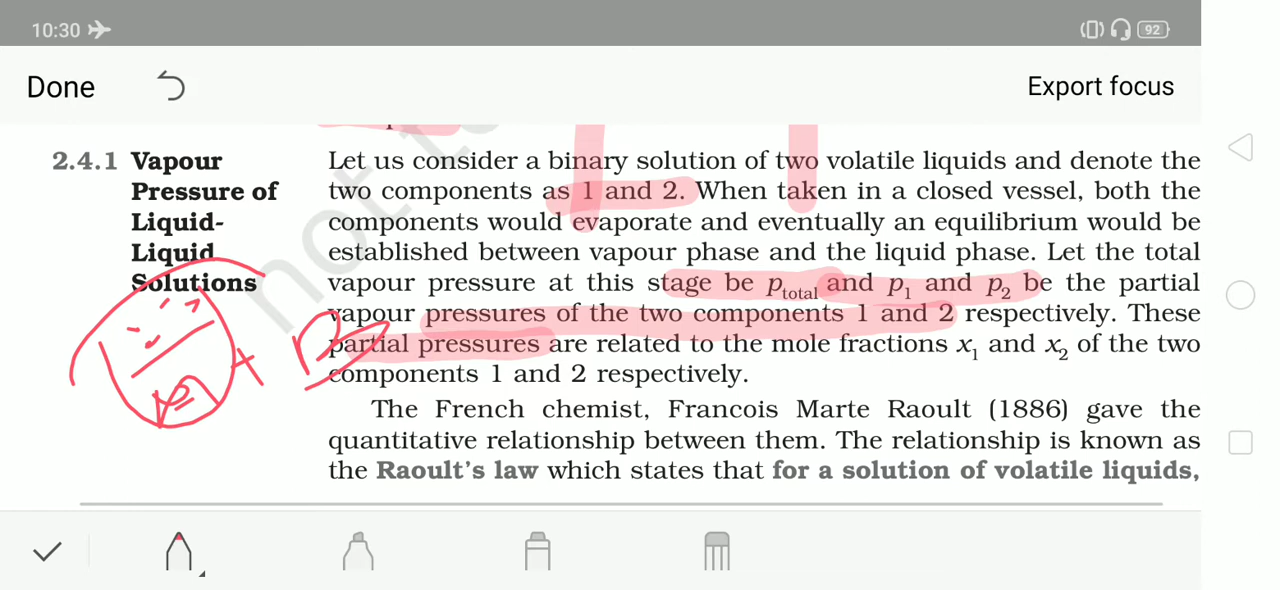 10:30
92
Done
Export focus
not
2.4.1 Vapour
Pressure of
Liquid-
Liquid
Solutions
Let us consider a binary solution of two volatile liquids and denote the
two components as 1 and 2. When taken in a closed vessel, both the
components would evaporate and eventually an equilibrium would be
established between vapour phase and the liquid phase. Let the total
vapour pressure at this stage be p_total and p_1 and p_2 be the partial
vapour pressures of the two components 1 and 2 respectively. These
partial pressures are related to the mole fractions x_1 and x_2 of the two
components 1 and 2 respectively.
The French chemist, Francois Marte Raoult (1886) gave the
quantitative relationship between them. The relationship is known as
the Raoult's law which states that for a solution of volatile liquids,
+ B